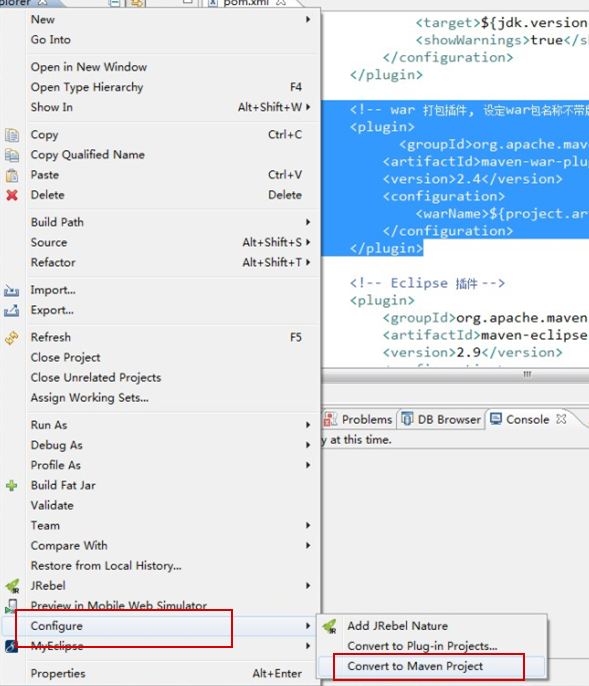 plorer
pom.xml
New
Go Into
Open in New Window
Open Type Hierarchy F4
Show In Alt+Shift+W
Copy Ctrl+C
Copy Qualified Name
Paste Ctrl+V
Delete Delete
Build Path
Source Alt+Shift+S
Refactor Alt+Shift+T
Import...
Export...
Refresh F5
Close Project
Close Unrelated Projects
Assign Working Sets...
Run As
Debug As
Profile As
Build Fat Jar
Validate
Team
Compare With
Restore from Local History...
JRebel
Preview in Mobile Web Simulator
Configure
MyEclipse
Properties Alt+Enter
Add JRebel Nature
Convert to Plug-in Projects...
Convert to Maven Project
<target>${jdk.version
<showWarnings>true</s
</configuration>
</plugin>
<!-- war 打包插件, 设定war包名称不带
<plugin>
<groupId>org.apache.mav
<artifactId>maven-war-plu
<version>2.4</version>
<configuration>
<warName>${project.ar
</configuration>
</plugin>
<!-- Eclipse 插件 -->
<plugin>
<groupId>org.apache.maven
<artifactId>maven-eclipse
<version>2.9</version>
Problems DB Browser Console
y at this time.